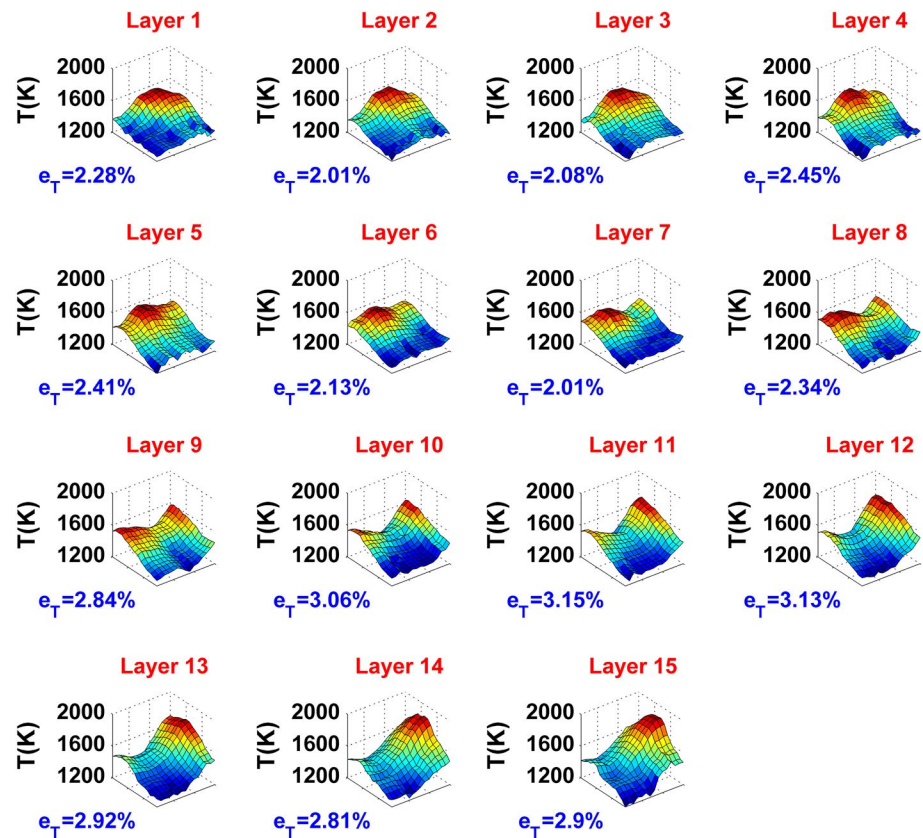 Layer 1
Layer 2
Layer 3
Layer 4
T(K)
2000
1600
1200
T(K)
2000
1600
1200
T(K)
2000
1600
1200
T(K)
2000
1600
1200
e_T=2.28%
e_T=2.01%
e_T=2.08%
e_T=2.45%
Layer 5
Layer 6
Layer 7
Layer 8
T(K)
2000
1600
1200
T(K)
2000
1600
1200
T(K)
2000
1600
1200
T(K)
2000
1600
1200
e_T=2.41%
e_T=2.13%
e_T=2.01%
e_T=2.34%
Layer 9
Layer 10
Layer 11
Layer 12
T(K)
2000
1600
1200
T(K)
2000
1600
1200
T(K)
2000
1600
1200
T(K)
2000
1600
1200
e_T=2.84%
e_T=3.06%
e_T=3.15%
e_T=3.13%
Layer 13
Layer 14
Layer 15
T(K)
2000
1600
1200
T(K)
2000
1600
1200
T(K)
2000
1600
1200
e_T=2.92%
e_T=2.81%
e_T=2.9%